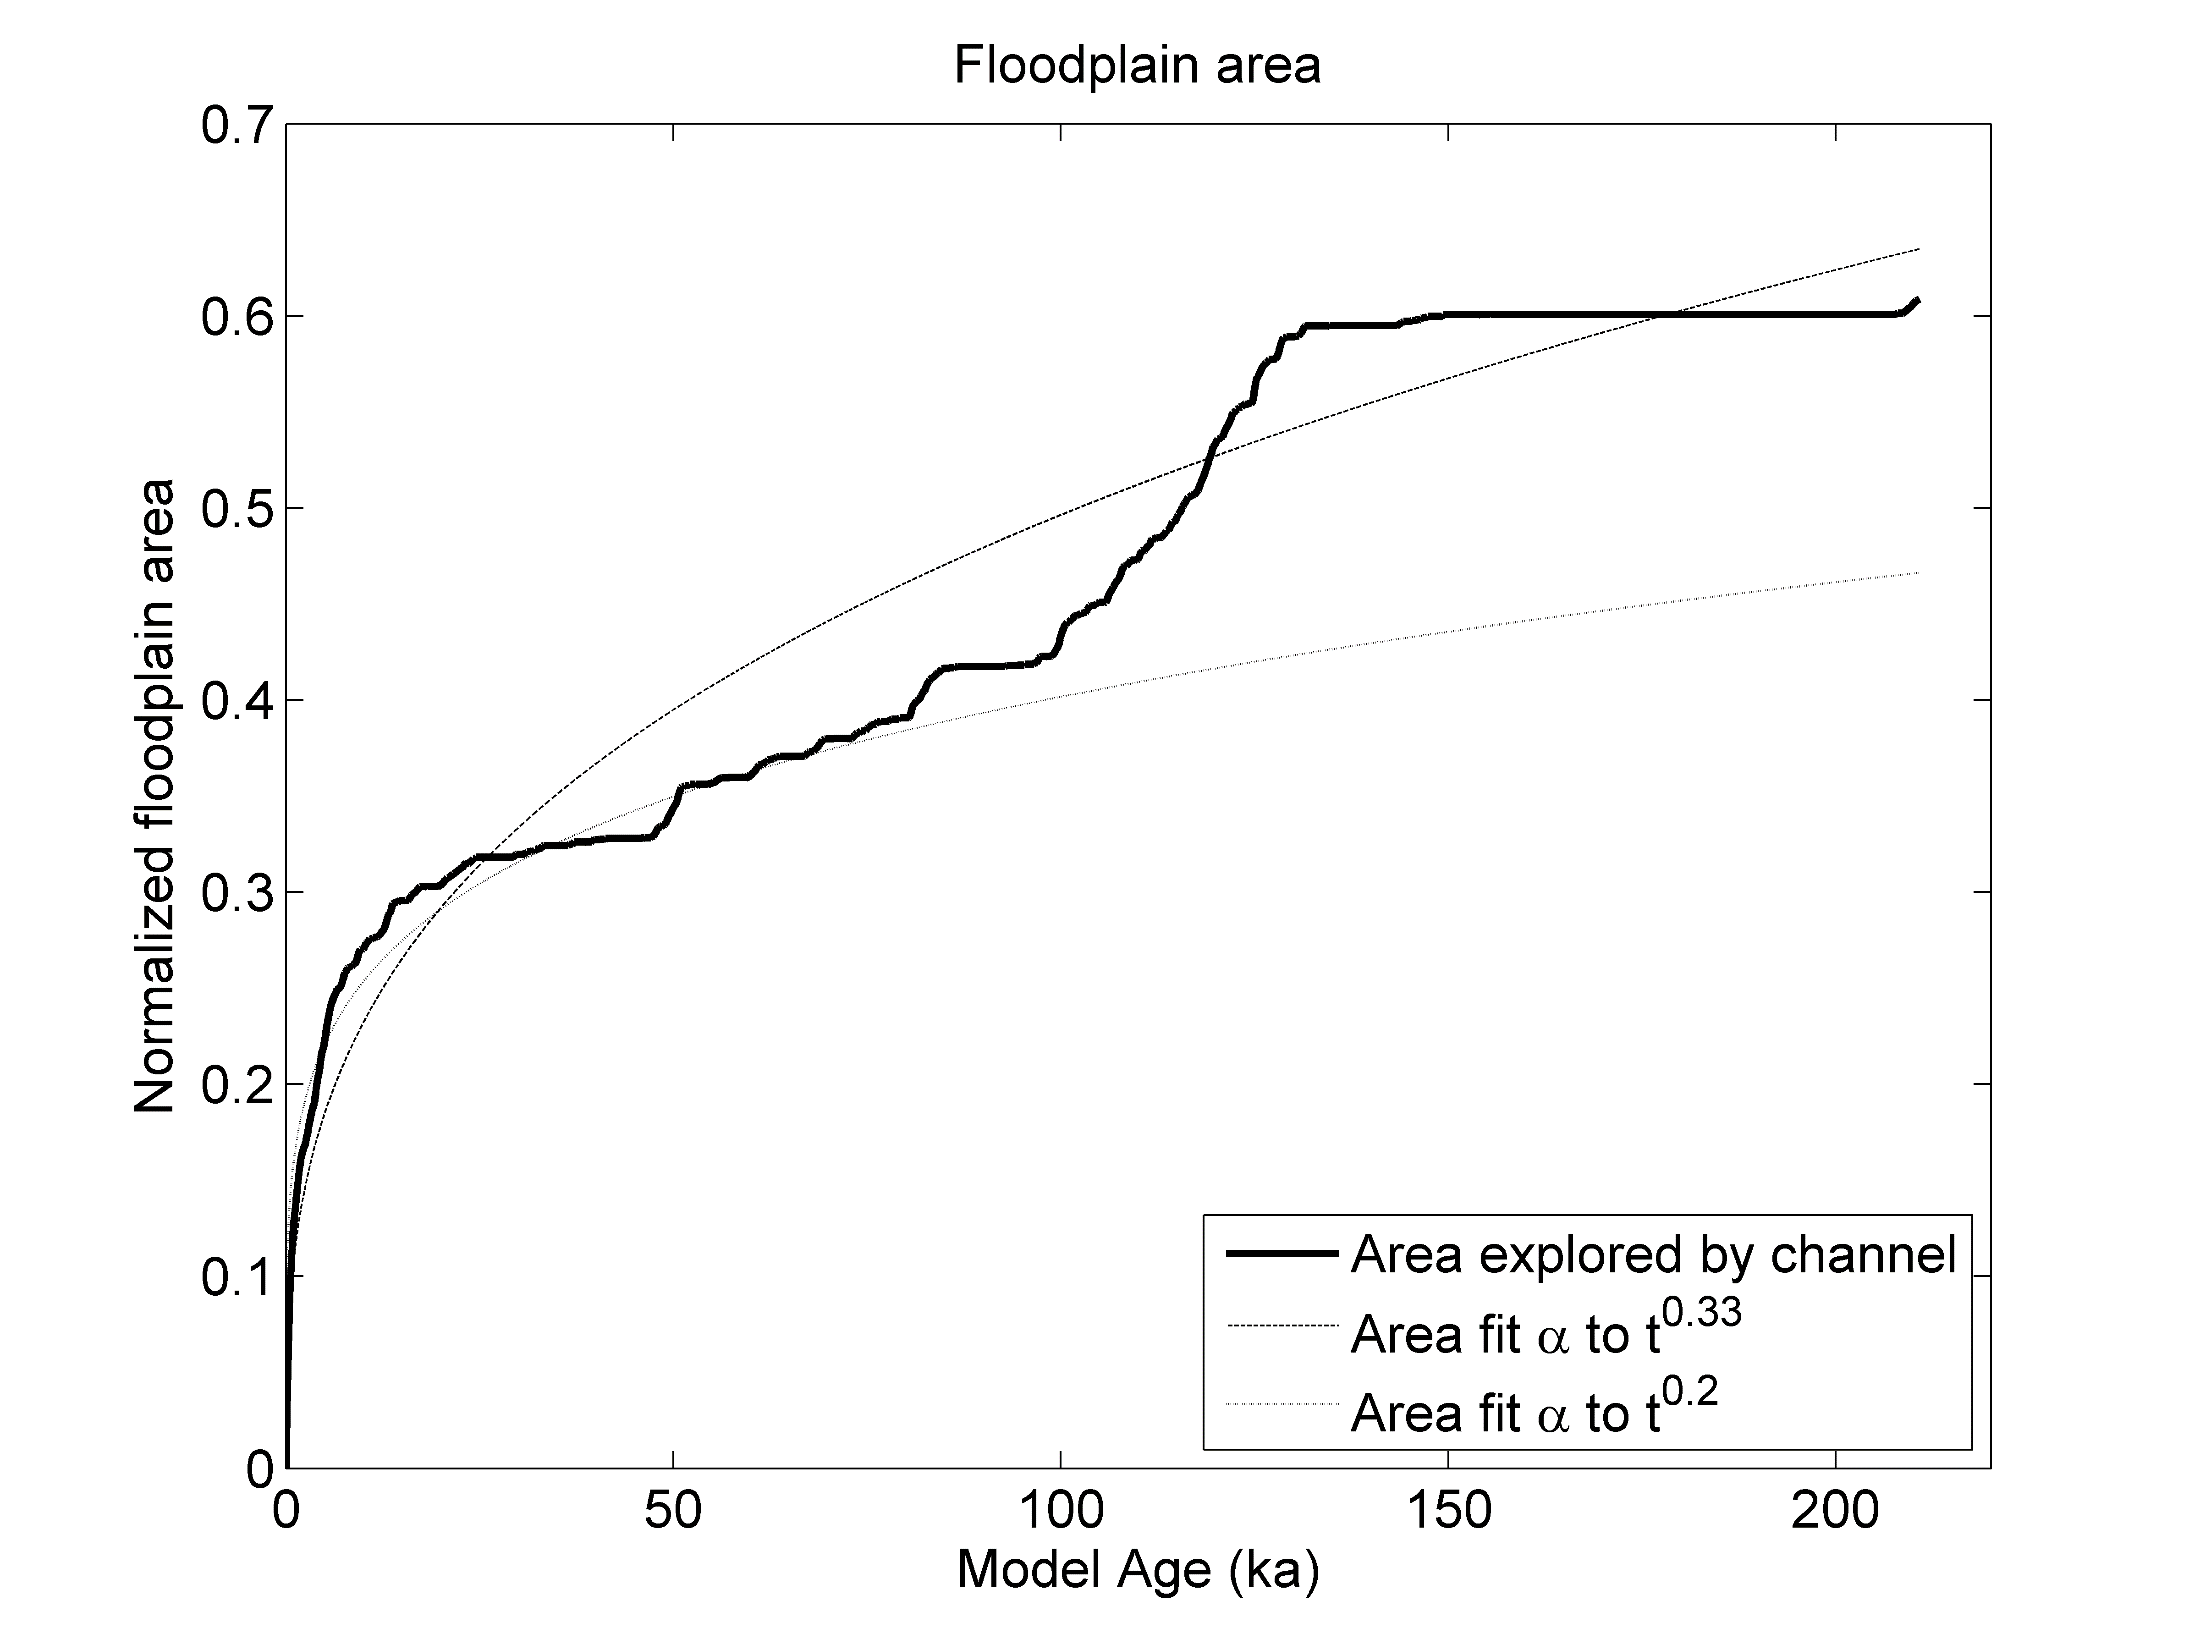 Floodplain area
0.7
0.6
0.5
0.4
0.3
0.2
0.1
0
Normalized floodplain area
0 50 100 150 200
Model Age (ka)
Area explored by channel
Area fit α to t^0.33
Area fit α to t^0.2